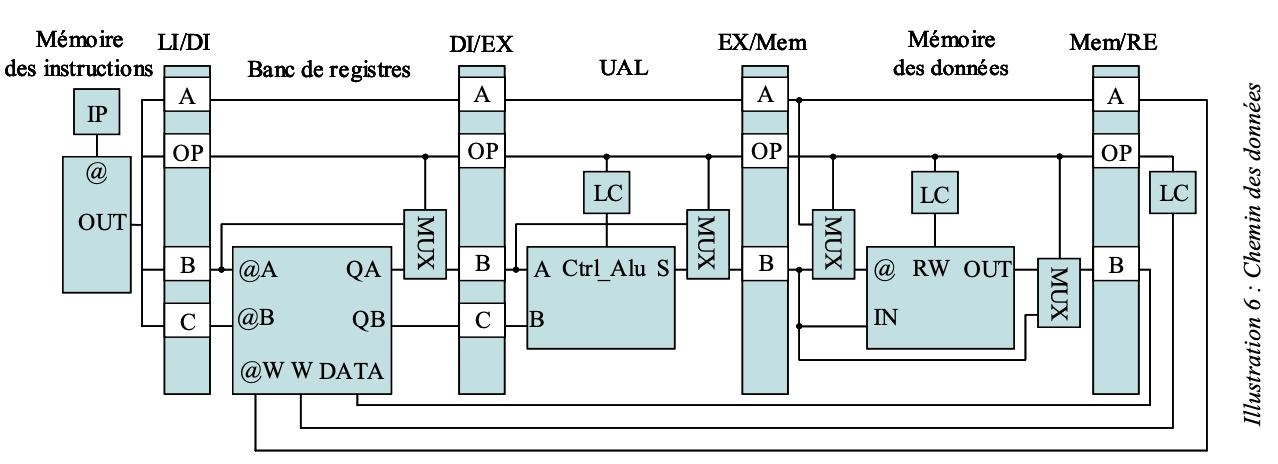 Mémoire
des instructions
LI/DI
Banc de registres
DI/EX
UAL
EX/Mem
Mémoire
des données
Mem/RE
IP
@
OUT
A
OP
B
C
@A
QA
@B
QB
@W W DATA
MUX
A
OP
B
C
LC
A
Ctrl_Alu
S
B
MUX
A
OP
B
MUX
LC
@
RW
OUT
IN
MUX
A
OP
B
LC
Illustration 6 : Chemin des données